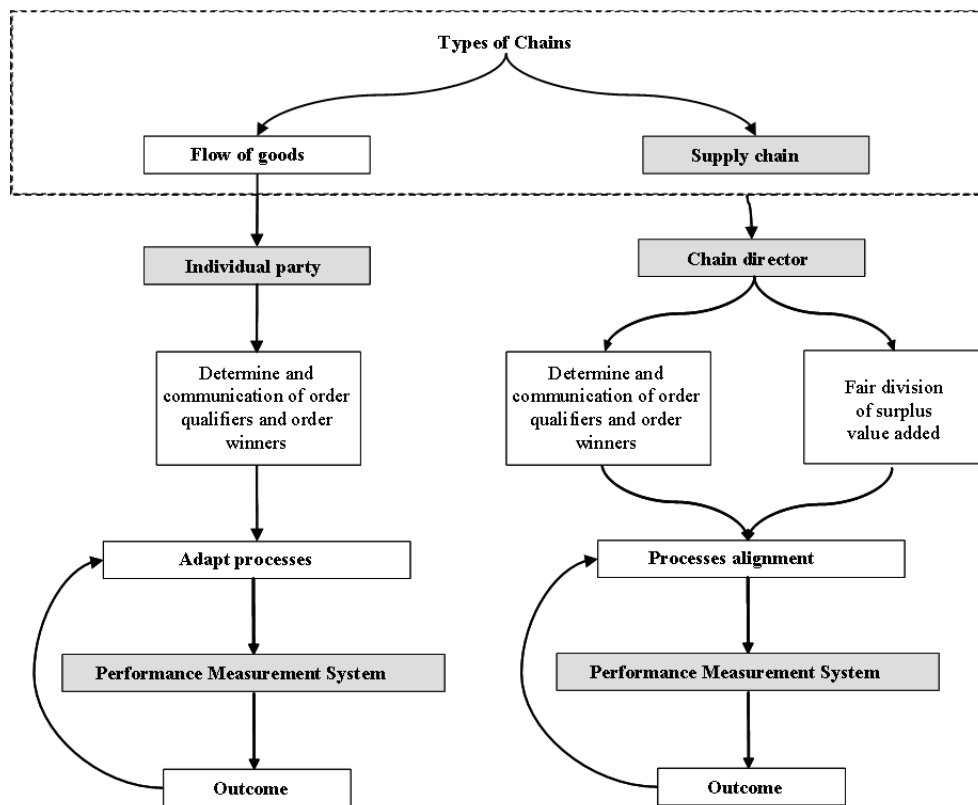 Types of Chains
Flow of goods
Supply chain
Individual party
Chain director
Determine and
communication of order
qualifiers and order
winners
Determine and
communication of order
qualifiers and order
winners
Fair division
of surplus
value added
Adapt processes
Processes alignment
Performance Measurement System
Performance Measurement System
Outcome
Outcome